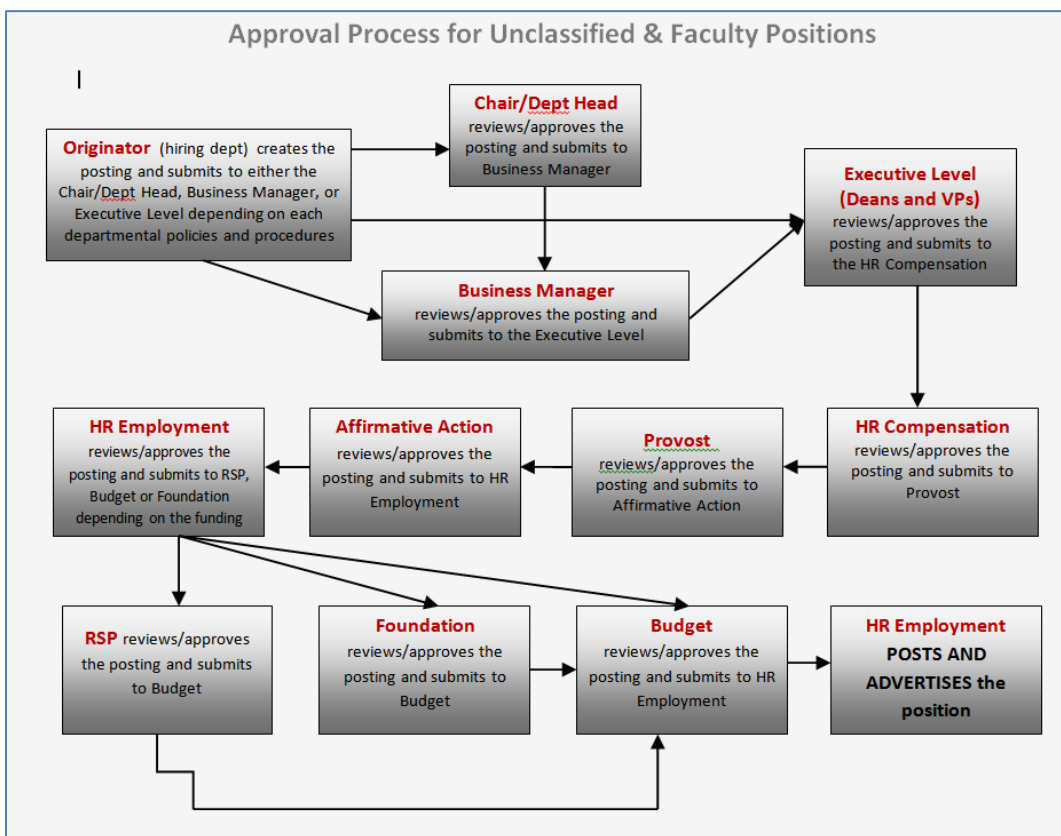 Approval Process for Unclassified & Faculty Positions
Chair/Dept Head
reviews/approves the
posting and submits to
Business Manager
Originator (hiring dept) creates the
posting and submits to either the
Chair/Dept Head, Business Manager, or
Executive Level depending on each
departmental policies and procedures
Executive Level
(Deans and VPs)
reviews/approves the
posting and submits to
the HR Compensation
Business Manager
reviews/approves the posting and
submits to the Executive Level
HR Employment
reviews/approves the
posting and submits to RSP,
Budget or Foundation
depending on the funding
Affirmative Action
reviews/approves the
posting and submits to HR
Employment
Provost
reviews/approves the
posting and submits to
Affirmative Action
HR Compensation
reviews/approves the
posting and submits to
Provost
RSP reviews/approves
the posting and submits
to Budget
Foundation
reviews/approves the
posting and submits to
Budget
Budget
reviews/approves the
posting and submits to HR
Employment
HR Employment
POSTS AND
ADVERTISES the
position